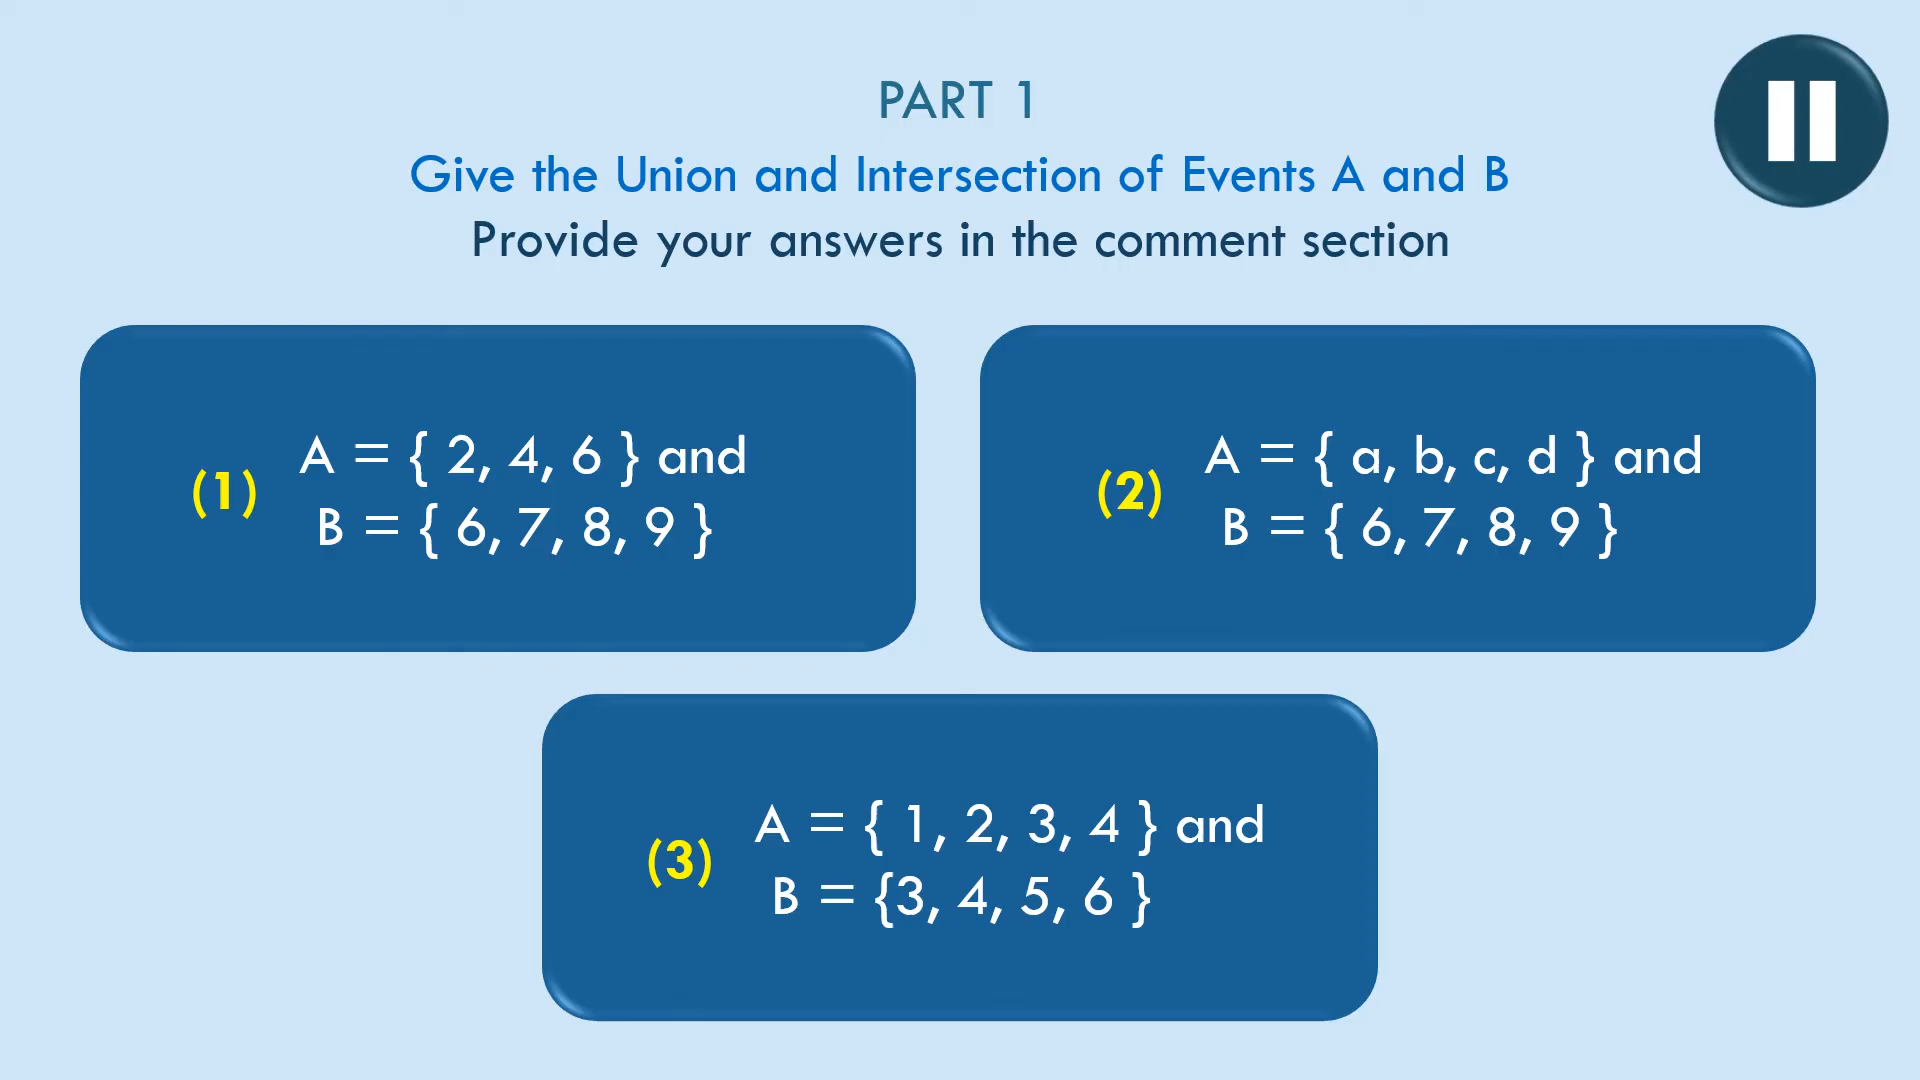 PART 1
Give the Union and Intersection of Events A and B
Provide your answers in the comment section
(1)
A = { 2, 4, 6 } and
B = { 6, 7, 8, 9 }
(2)
A = { a, b, c, d } and
B = { 6, 7, 8, 9 }
(3)
A = { 1, 2, 3, 4 } and
B = {3, 4, 5, 6 }